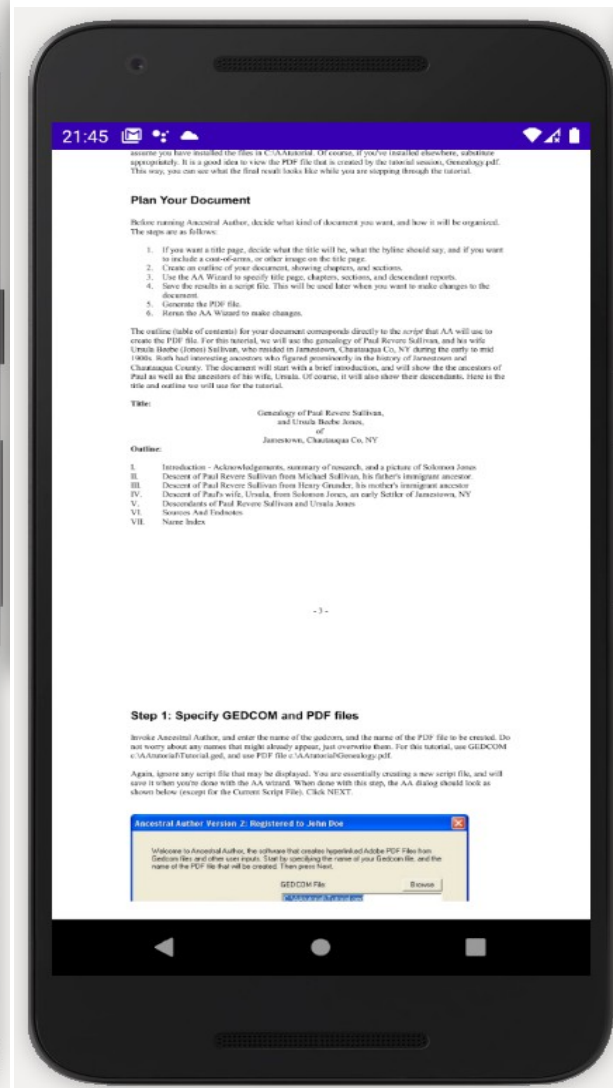 21:45
assume you have installed the files in C:\AAtutorial. Of course, if you've installed elsewhere, substitute
appropriately. It is a good idea to view the PDF file that is created by the tutorial session, Genealogy.pdf.
This way, you can see what the final result looks like while you are stepping through the tutorial.
Plan Your Document
Before running Ancestral Author, decide what kind of document you want, and how it will be organized.
The steps are as follows:
1. If you want a title page, decide what the title will be, what the byline should say, and if you want
to include a coat-of-arms, or other image on the title page.
2. Create an outline of your document, showing chapters, and sections.
3. Use the AA Wizard to specify title page, chapters, sections, and descendant reports.
4. Save the results in a script file. This will be used later when you want to make changes to the
document.
5. Generate the PDF file.
6. Rerun the AA Wizard to make changes.
The outline (table of contents) for your document corresponds directly to the script that AA will use to
create the PDF file. For this tutorial, we will use the genealogy of Paul Revere Sullivan, and his wife
Ursula Beebe (Jones) Sullivan, who resided in Jamestown, Chautauqua Co, NY during the early to mid
1900s. Both had interesting ancestors who figured prominently in the history of Jamestown and
Chautauqua County. The document will start with a brief introduction, and will show the the ancestors of
Paul as well as the ancestors of his wife, Ursula. Of course, it will also show their descendants. Here is the
title and outline we will use for the tutorial.
Title:
Genealogy of Paul Revere Sullivan,
and Ursula Beebe Jones,
of
Jamestown, Chautauqua Co, NY
Outline:
I. Introduction - Acknowledgements, summary of research, and a picture of Solomon Jones
II. Descent of Paul Revere Sullivan from Michael Sullivan, his father's immigrant ancestor.
III. Descent of Paul Revere Sullivan from Henry Gnander, his mother's immigrant ancestor
IV. Descent of Paul's wife, Ursula, from Solomon Jones, an early Settler of Jamestown, NY
V. Descendants of Paul Revere Sullivan and Ursula Jones
VI. Sources And Endnotes
VII. Name Index
- 3 -
Step 1: Specify GEDCOM and PDF files
Invoke Ancestral Author, and enter the name of the gedcom, and the name of the PDF file to be created. Do
not worry about any names that might already appear, just overwrite them. For this tutorial, use GEDCOM
c:\AAtutorial\Tutorial.ged, and use PDF file c:\AAtutorial\Genealogy.pdf.
Again, ignore any script file that may be displayed. You are essentially creating a new script file, and will
save it when you're done with the AA wizard. When done with this step, the AA dialog should look as
shown below (except for the Current Script File). Click NEXT.
Ancestral Author Version 2: Registered to John Doe
Welcome to Ancestral Author, the software that creates hyperlinked Adobe PDF Files from
Gedcom files and other user inputs. Start by specifying the name of your Gedcom file, and the
name of the PDF file that will be created. Then press Next.
GEDCOM File
Browse
C:\AAtutorial\Tutorial.ged